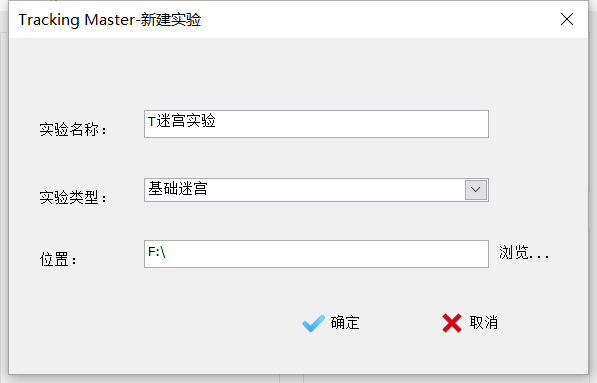 Tracking Master-新建实验
实验名称：
T迷宫实验
实验类型：
基础迷宫
位置：
F:\
浏览...
确定
取消